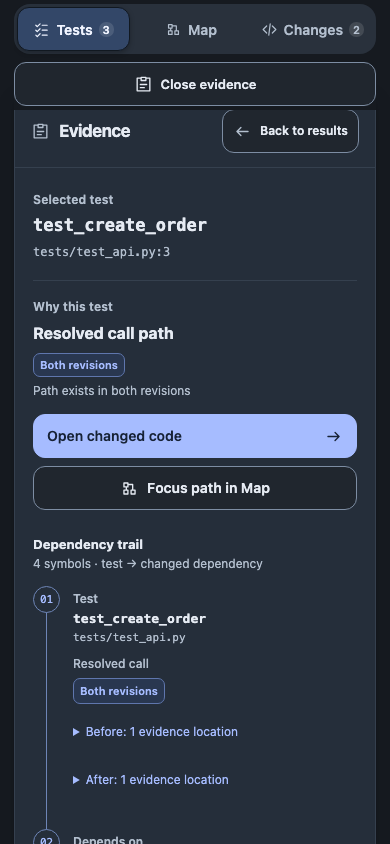 Tests 3
Map
Changes 2
Close evidence
Evidence
Back to results
Selected test
test_create_order
tests/test_api.py:3
Why this test
Resolved call path
Both revisions
Path exists in both revisions
Open changed code →
Focus path in Map
Dependency trail
4 symbols · test → changed dependency
01
Test
test_create_order
tests/test_api.py
Resolved call
Both revisions
Before: 1 evidence location
After: 1 evidence location
02
Depends on